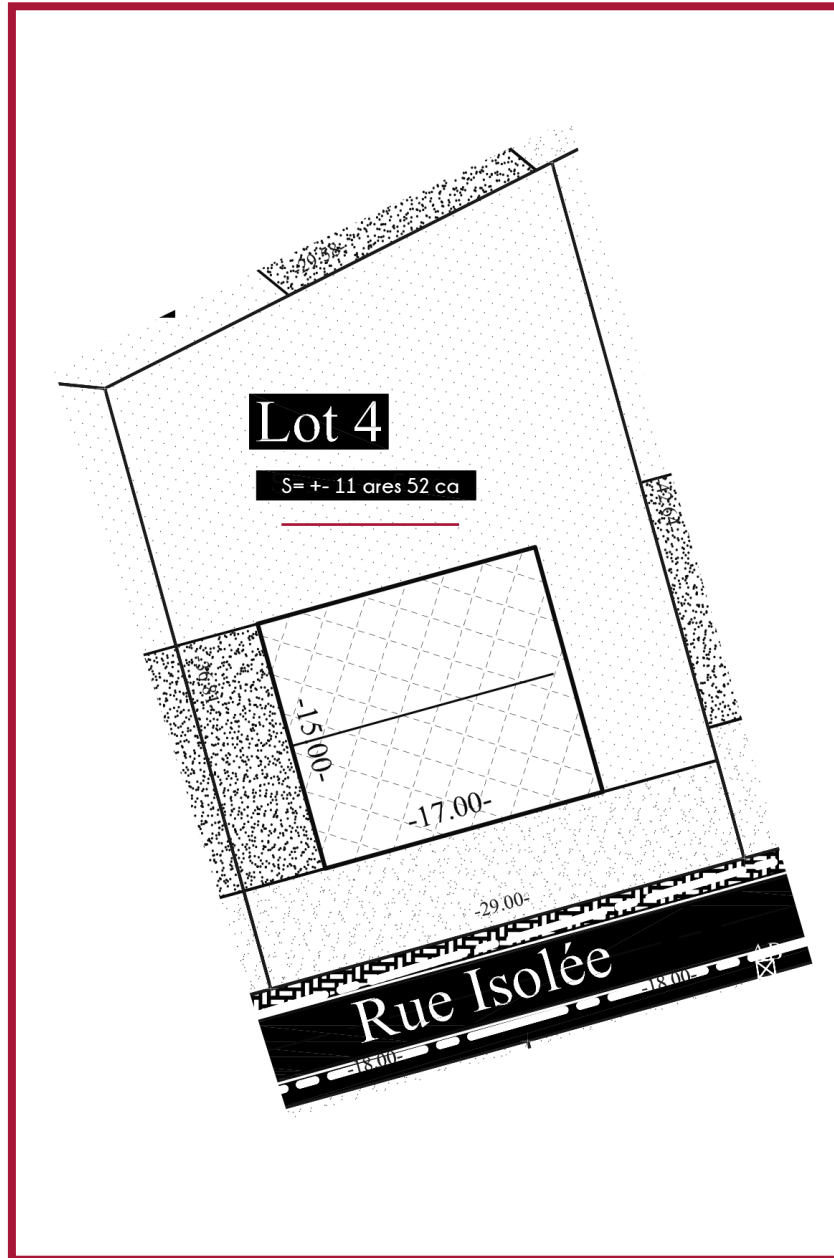 -29.58-
Lot 4
S= +- 11 ares 52 ca
-15.00-
-17.00-
-29.00-
Rue Isolée
-18.00-
-18.00-